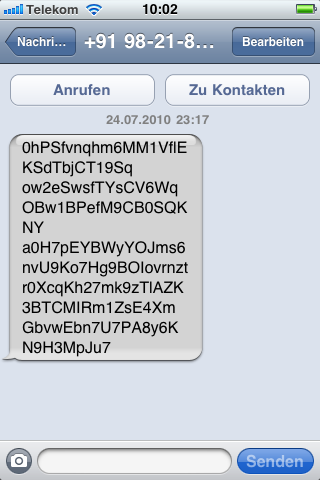 Telekom 10:02
Nachri... +91 98-21-8... Bearbeiten
Anrufen Zu Kontakten
24.07.2010 23:17
0hPSfvnqhm6MM1VflE
KSdTbjCT19Sq
ow2eSwsfTYsCV6Wq
OBw1BPefM9CB0SQK
NY
a0H7pEYBWyYOJms6
nvU9Ko7Hg9BOIovrnzt
r0XcqKh27mk9zTlAZK
3BTCMIRm1ZsE4Xm
GbvwEbn7U7PA8y6K
N9H3MpJu7
Senden